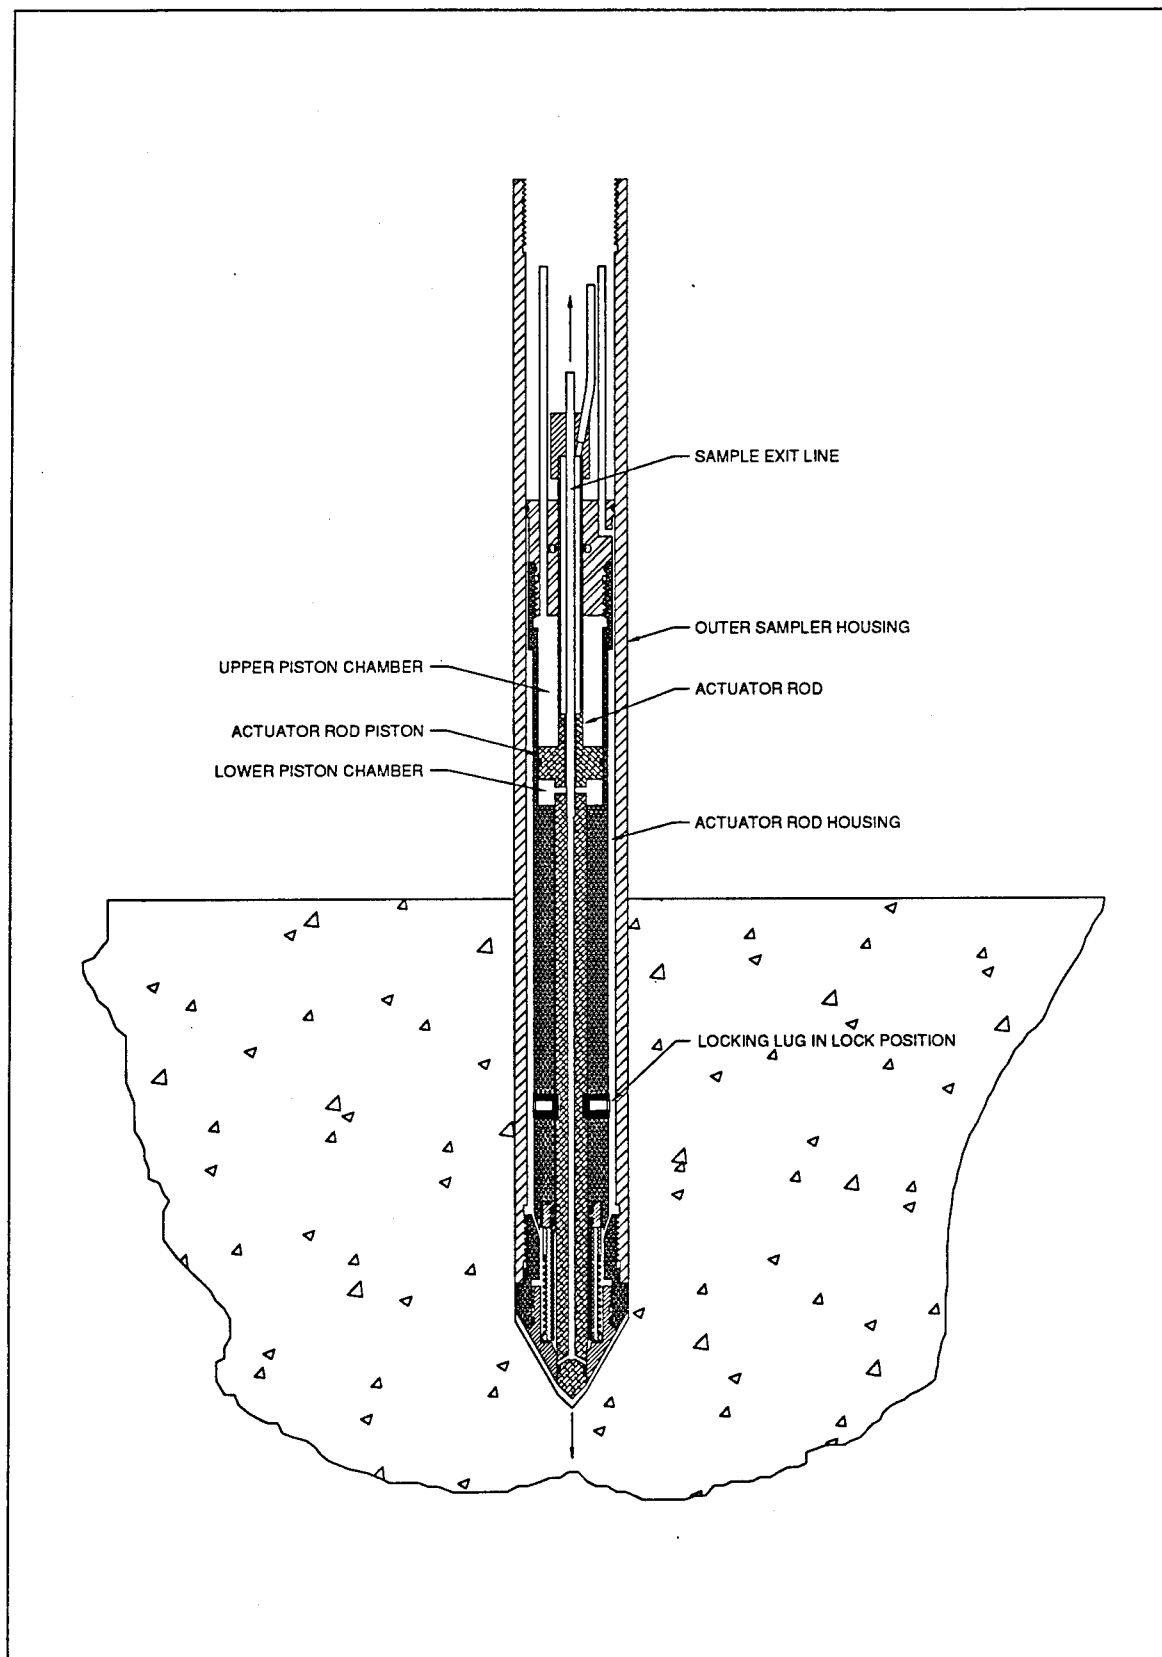 SAMPLE EXIT LINE
OUTER SAMPLER HOUSING
UPPER PISTON CHAMBER
ACTUATOR ROD
ACTUATOR ROD PISTON
LOWER PISTON CHAMBER
ACTUATOR ROD HOUSING
LOCKING LUG IN LOCK POSITION